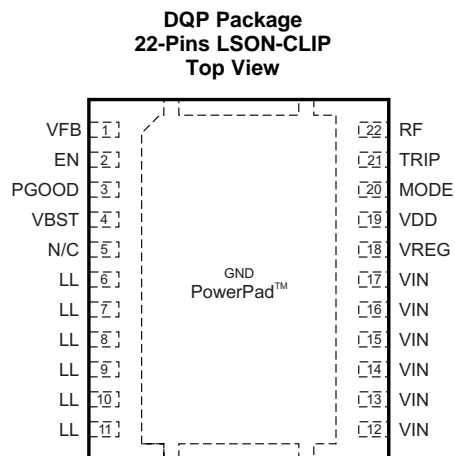 DQP Package
22-Pins LSON-CLIP
Top View
VFB 1 22 RF
EN 2 21 TRIP
PGOOD 3 20 MODE
VBST 4 19 VDD
N/C 5 18 VREG
LL 6 17 VIN
LL 7 16 VIN
LL 8 15 VIN
LL 9 14 VIN
LL 10 13 VIN
LL 11 12 VIN
GND
PowerPad™